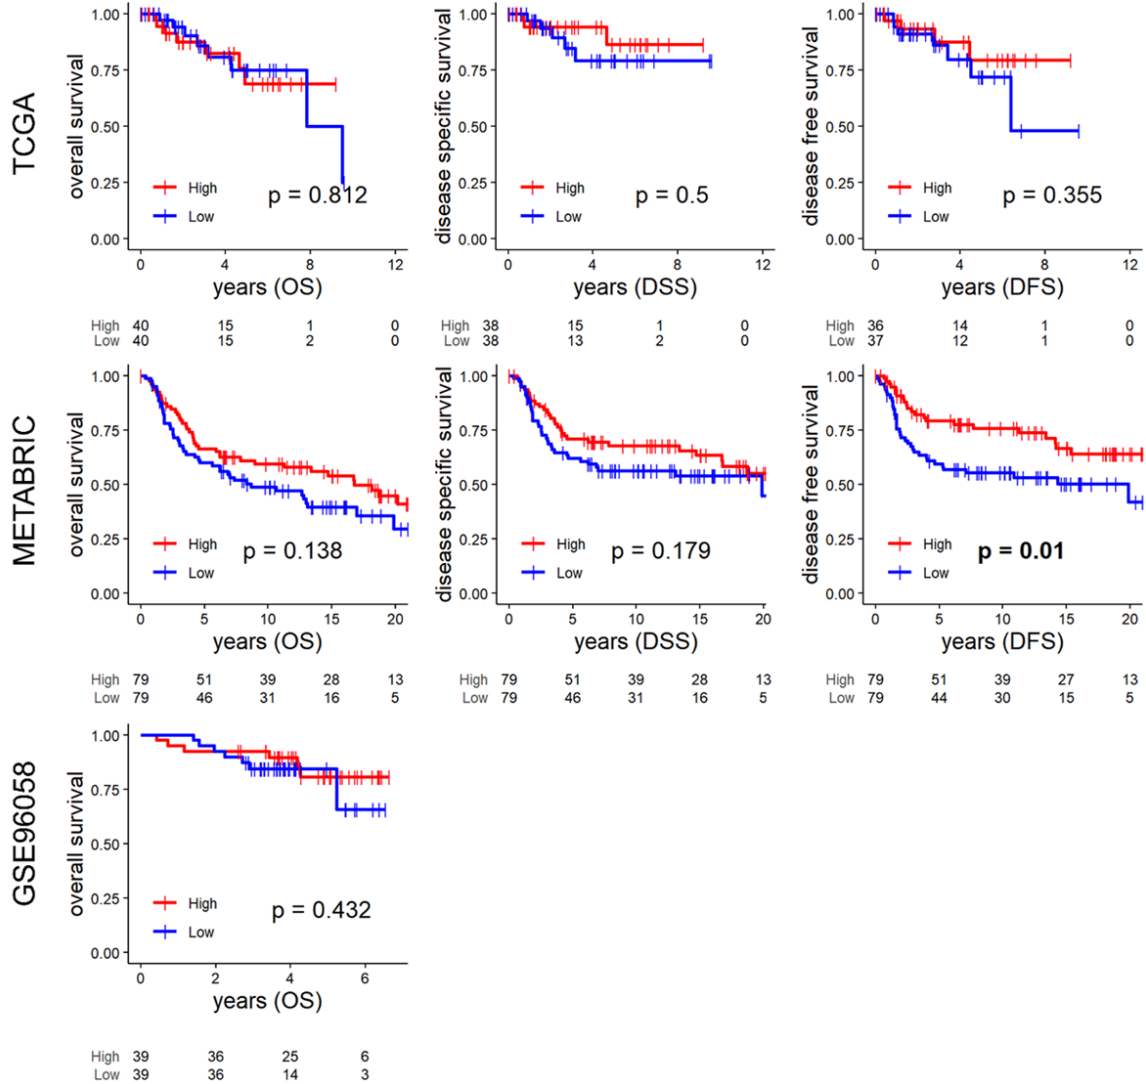 TCGA
overall survival
1.00
0.75
0.50
0.25
0.00
High
Low
p = 0.812
0 4 8 12
years (OS)
High 40 15 1 0
Low 40 15 2 0
disease specific survival
1.00
0.75
0.50
0.25
0.00
High
Low
p = 0.5
0 4 8 12
years (DSS)
High 38 15 1 0
Low 38 13 2 0
disease free survival
1.00
0.75
0.50
0.25
0.00
High
Low
p = 0.355
0 4 8 12
years (DFS)
High 36 14 1 0
Low 37 12 1 0
METABRIC
overall survival
1.00
0.75
0.50
0.25
0.00
High
Low
p = 0.138
0 5 10 15 20
years (OS)
High 79 51 39 28 13
Low 79 46 31 16 5
disease specific survival
1.00
0.75
0.50
0.25
0.00
High
Low
p = 0.179
0 5 10 15 20
years (DSS)
High 79 51 39 28 13
Low 79 46 31 16 5
disease free survival
1.00
0.75
0.50
0.25
0.00
High
Low
p = 0.01
0 5 10 15 20
years (DFS)
High 79 51 39 27 13
Low 79 44 30 15 5
GSE96058
overall survival
1.00
0.75
0.50
0.25
0.00
High
Low
p = 0.432
0 2 4 6
years (OS)
High 39 36 25 6
Low 39 36 14 3